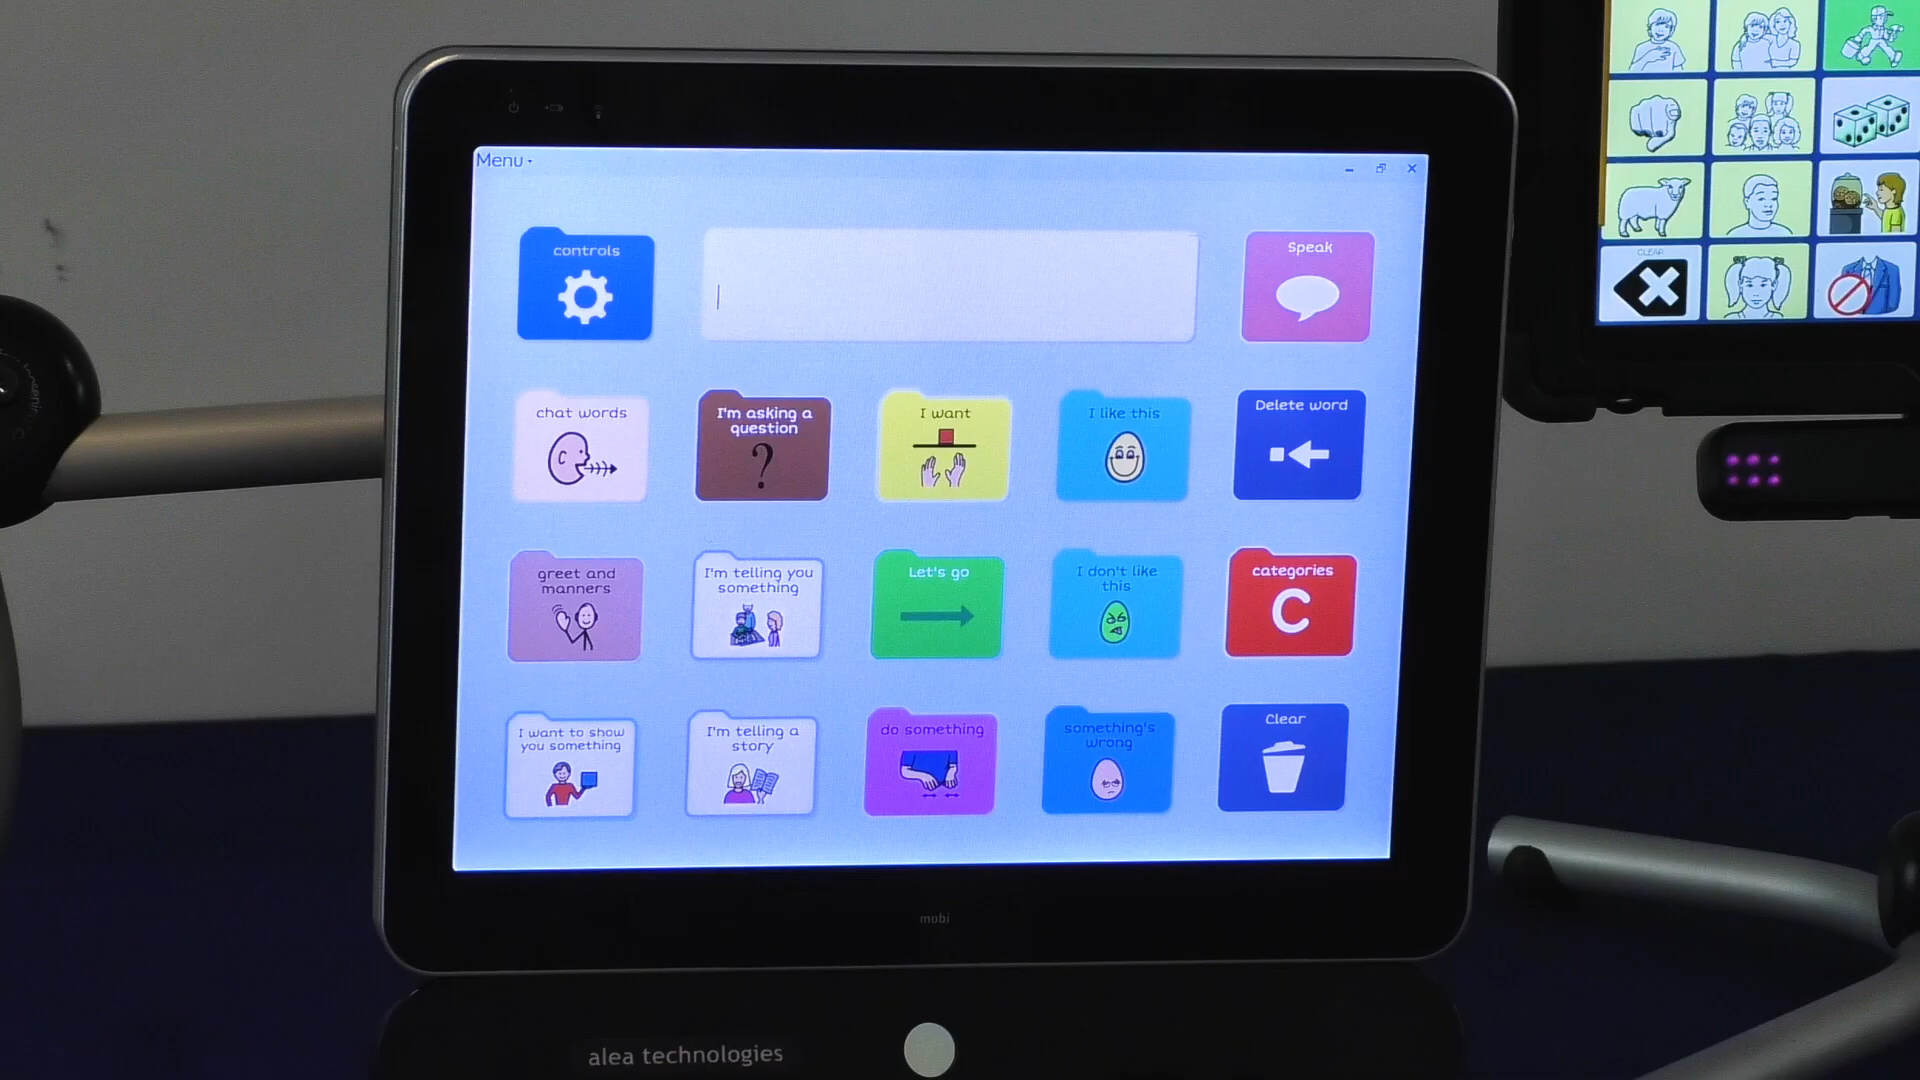 Menu
controls
Speak
chat words
I'm asking a
question
?
I want
I like this
Delete word
greet and
manners
I'm telling you
something
Let's go
I don't like
this
categories
C
I want to show
you something
I'm telling a
story
do something
something's
wrong
Clear
mobi
alea technologies
CLEAR